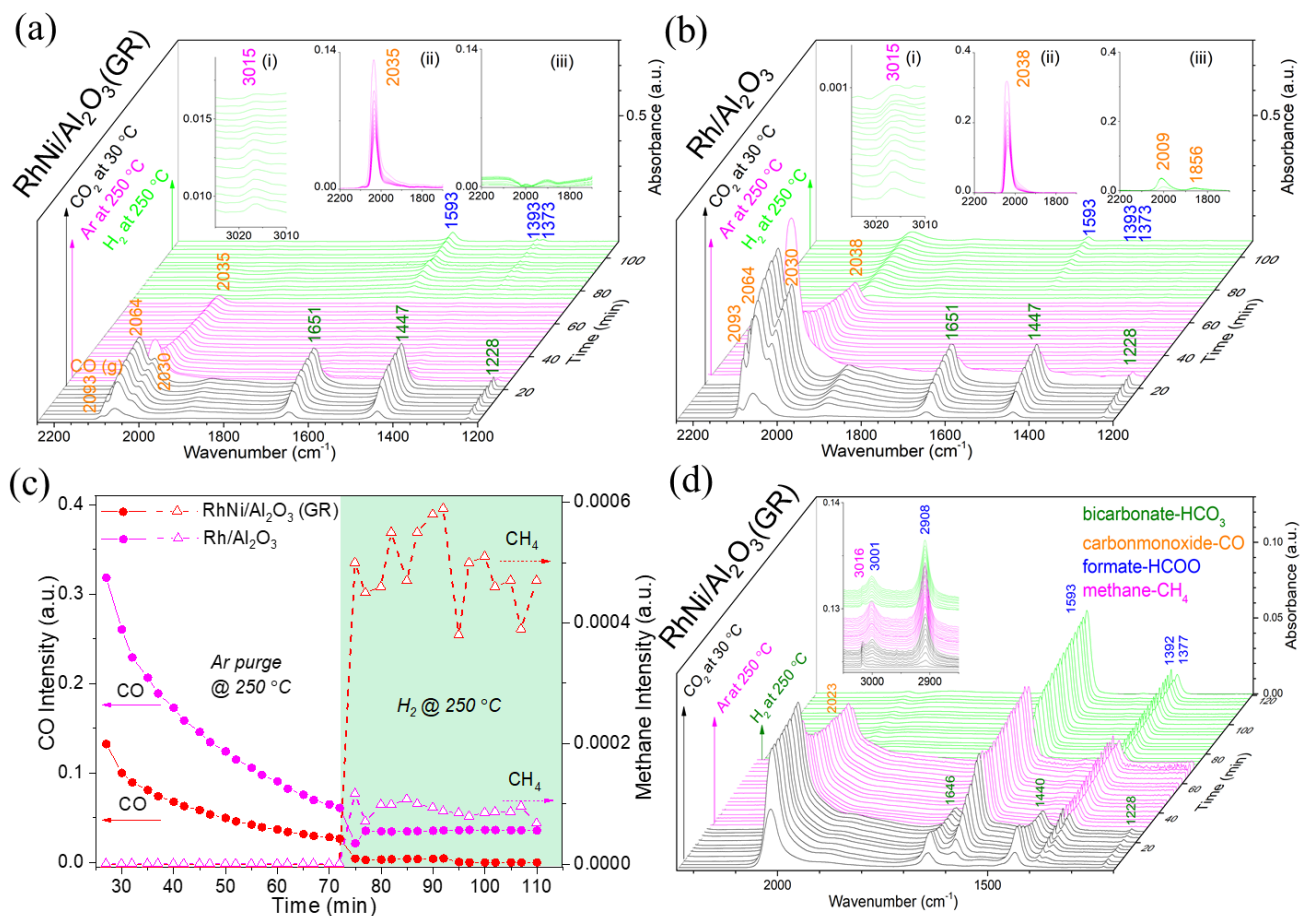 (a)
RhNi/Al2O3(GR)
CO2 at 30 °C
Ar at 250 °C
H2 at 250 °C
3015
(i)
0.015
0.010
3020 3010
0.14
0.00
2035
(ii)
2200 2000 1800
0.14
0.00
(iii)
2200 2000 1800
0.5
Absorbance (a.u.)
1593
1393
1373
2035
2064
CO (g)
2093
2030
1651
1447
1228
100
80
60
40
20
Time (min)
2200 2000 1800 1600 1400 1200
Wavenumber (cm-1)
(b)
Rh/Al2O3
CO2 at 30 °C
Ar at 250 °C
H2 at 250 °C
3015
(i)
0.001
3020 3010
0.4
0.2
0.0
2038
(ii)
2200 2000 1800
0.4
0.2
0.0
(iii)
2009
1856
2200 2000 1800
0.5
Absorbance (a.u.)
1593
1393
1373
2093
2064
2030
2038
1651
1447
1228
100
80
60
40
20
Time (min)
2200 2000 1800 1600 1400 1200
Wavenumber (cm-1)
(c)
RhNi/Al2O3 (GR)
Rh/Al2O3
CO
CO
Ar purge
@ 250 °C
H2 @ 250 °C
CH4
CH4
0.4
0.3
0.2
0.1
0.0
CO Intensity (a.u.)
0.0006
0.0004
0.0002
0.0000
Methane Intensity (a.u.)
30 40 50 60 70 80 90 100 110
Time (min)
(d)
RhNi/Al2O3(GR)
CO2 at 30 °C
Ar at 250 °C
H2 at 250 °C
3016
3001
2908
0.13
3000 2900
bicarbonate-HCO3
carbonmonoxide-CO
formate-HCOO
methane-CH4
0.10
0.05
0.00
Absorbance (a.u.)
1593
1392
1377
2023
1646
1440
1228
120
80
60
40
20
Time (min)
2000 1500
Wavenumber (cm-1)